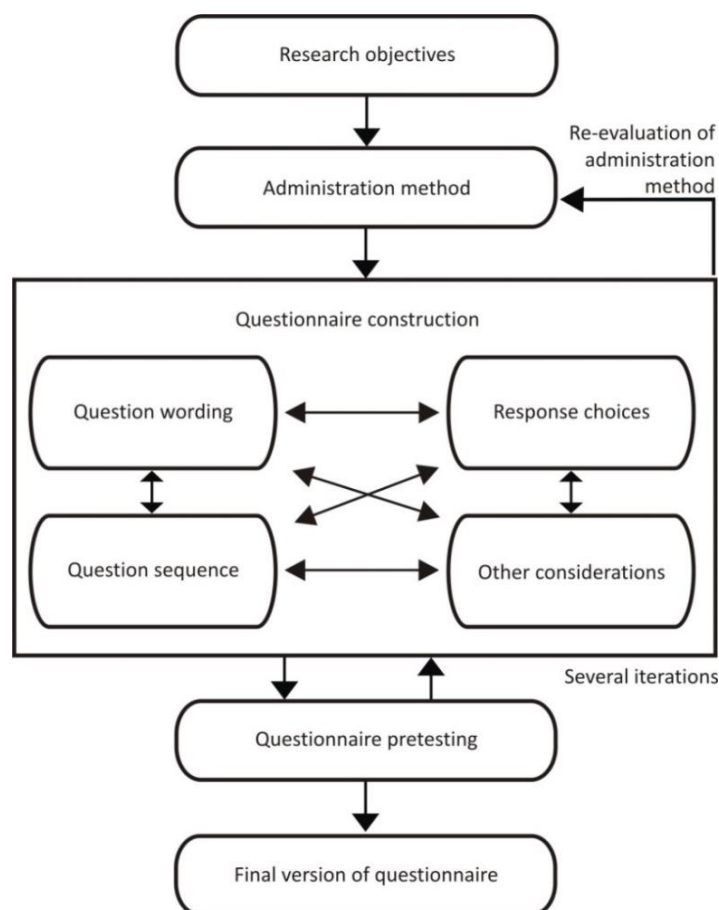 Research objectives
Re-evaluation of
administration
method
Administration method
Questionnaire construction
Question wording
Response choices
Question sequence
Other considerations
Several iterations
Questionnaire pretesting
Final version of questionnaire